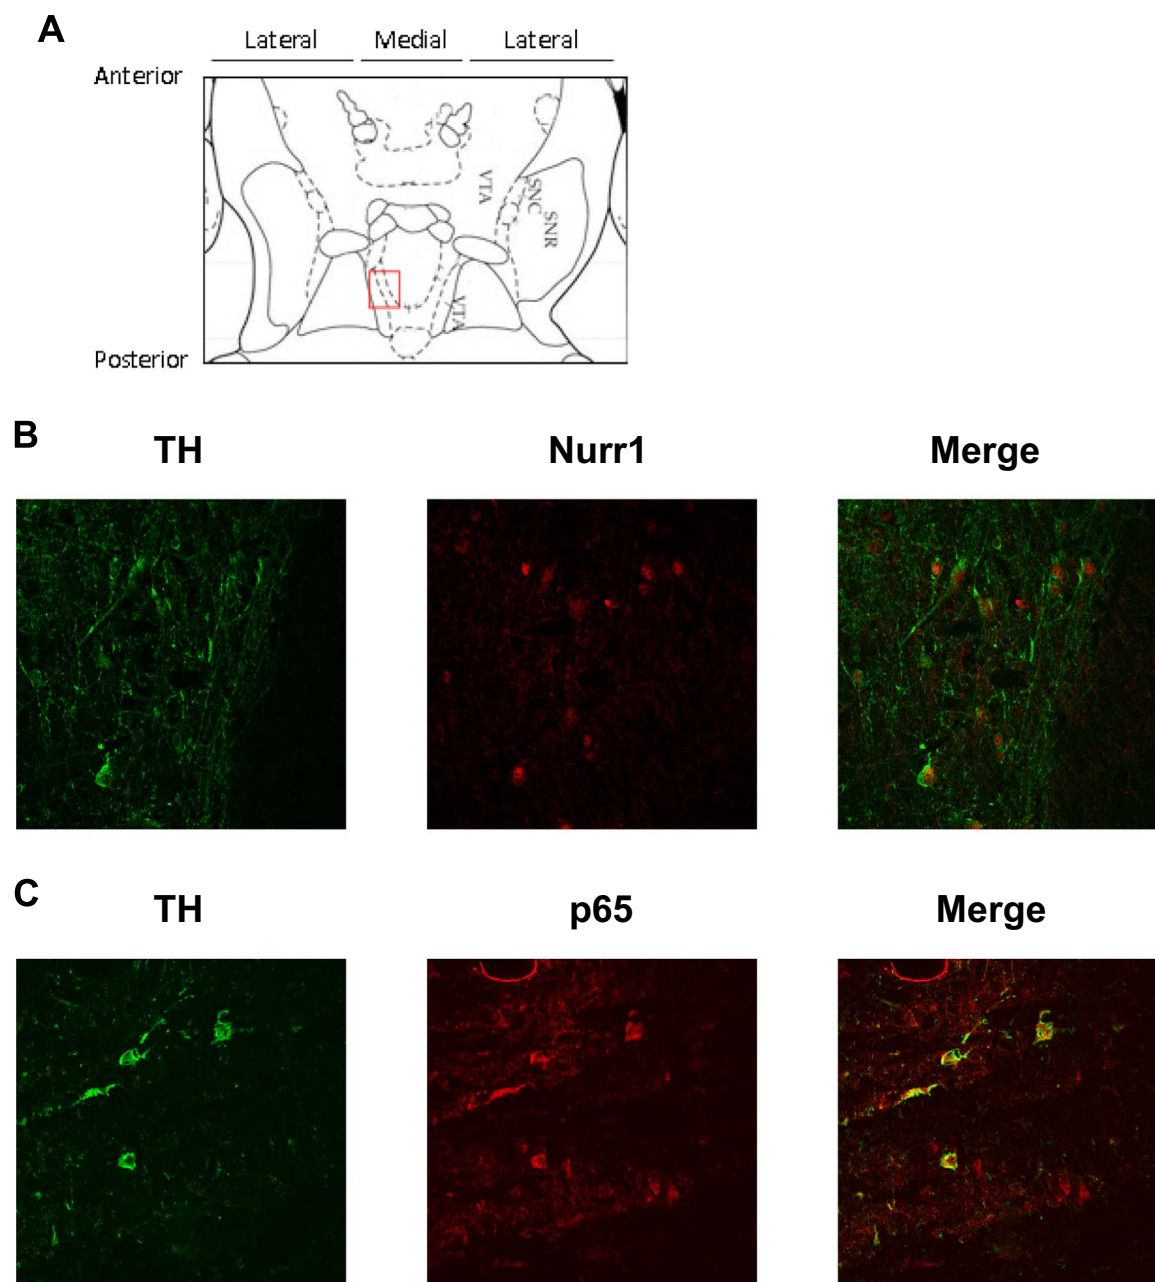 A
Lateral Medial Lateral
Anterior
VTA
SNC
SNR
VTA
Posterior
B
TH Nurr1 Merge
C
TH p65 Merge